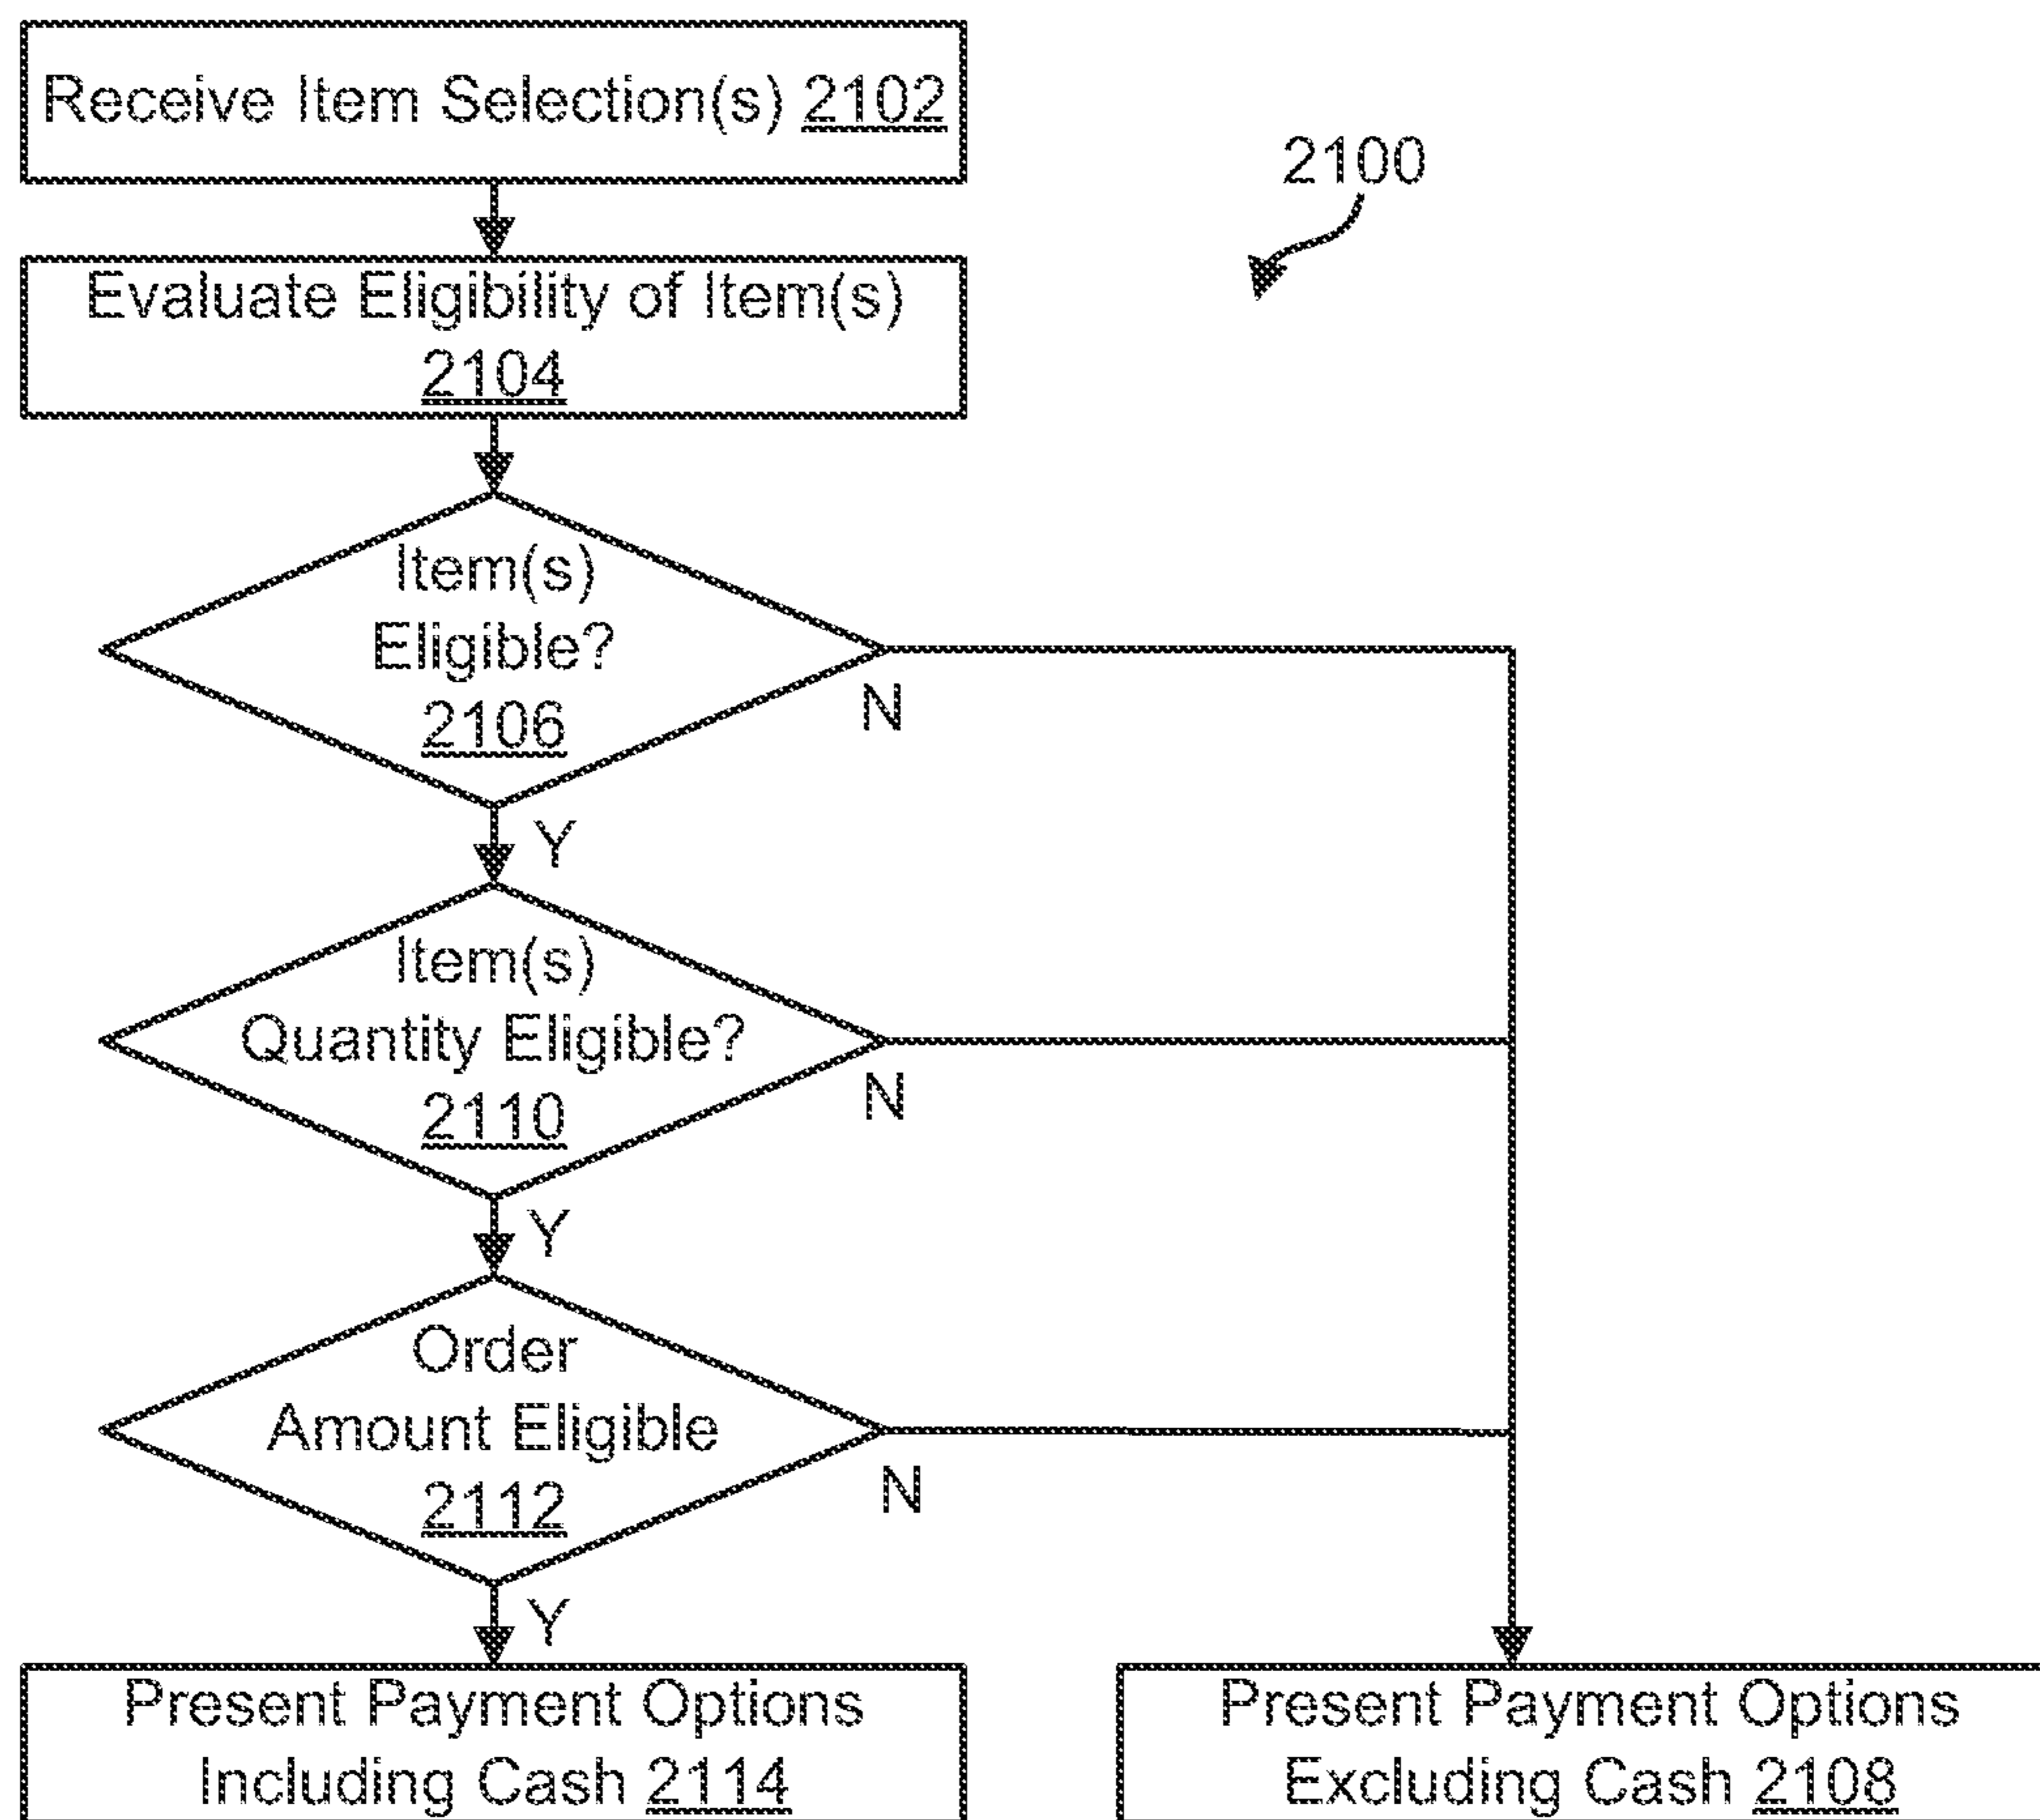 Receive Item Selection(s) 2102
2100
Evaluate Eligibility of Item(s)
2104
Item(s)
Eligible?
2106
N
Y
Item(s)
Quantity Eligible?
2110
N
Y
Order
Amount Eligible
2112
N
Y
Present Payment Options
Including Cash 2114
Present Payment Options
Excluding Cash 2108